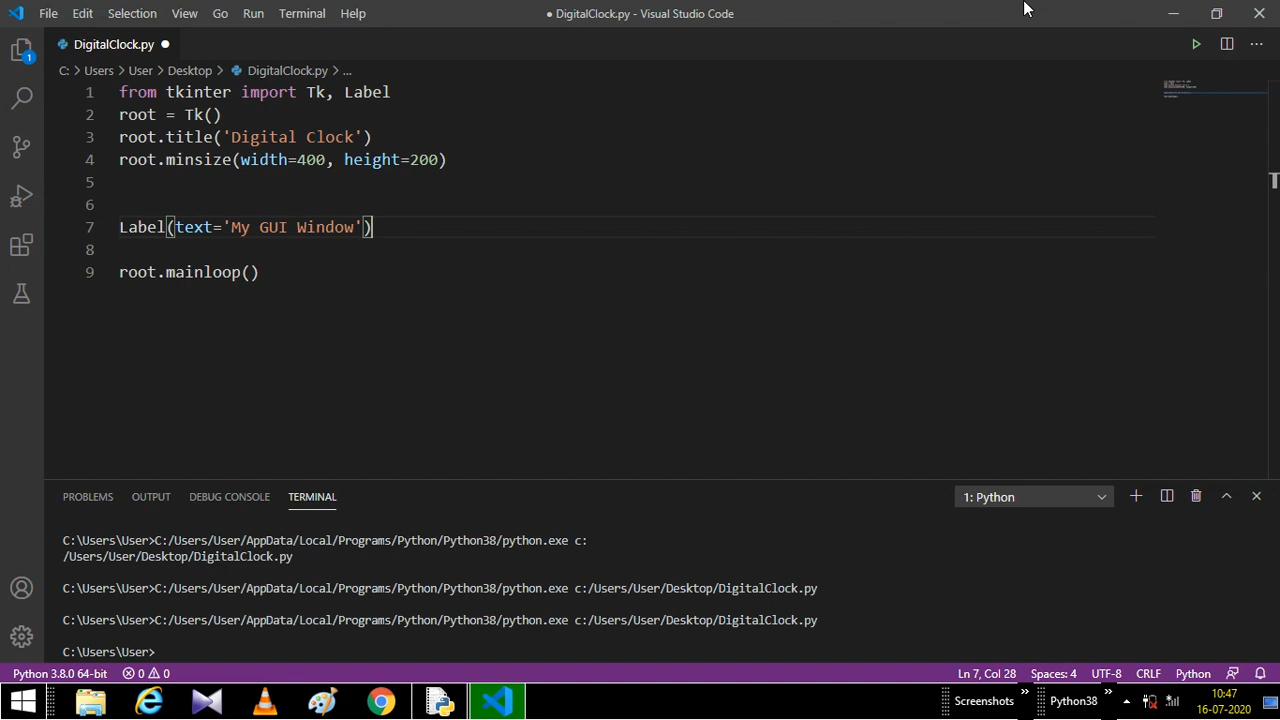 File Edit Selection View Go Run Terminal Help
● DigitalClock.py - Visual Studio Code
DigitalClock.py ●
C: > Users > User > Desktop > DigitalClock.py > ...
1 from tkinter import Tk, Label
2 root = Tk()
3 root.title('Digital Clock')
4 root.minsize(width=400, height=200)
5
6
7 Label(text='My GUI Window')
8
9 root.mainloop()
1
PROBLEMS OUTPUT DEBUG CONSOLE TERMINAL
1: Python
C:\Users\User>C:/Users/User/AppData/Local/Programs/Python/Python38/python.exe c:
/Users/User/Desktop/DigitalClock.py
C:\Users\User>C:/Users/User/AppData/Local/Programs/Python/Python38/python.exe c:/Users/User/Desktop/DigitalClock.py
C:\Users\User>C:/Users/User/AppData/Local/Programs/Python/Python38/python.exe c:/Users/User/Desktop/DigitalClock.py
C:\Users\User>
Python 3.8.0 64-bit 0 0 Ln 7, Col 28 Spaces: 4 UTF-8 CRLF Python
Screenshots » Python38 » 10:47
16-07-2020